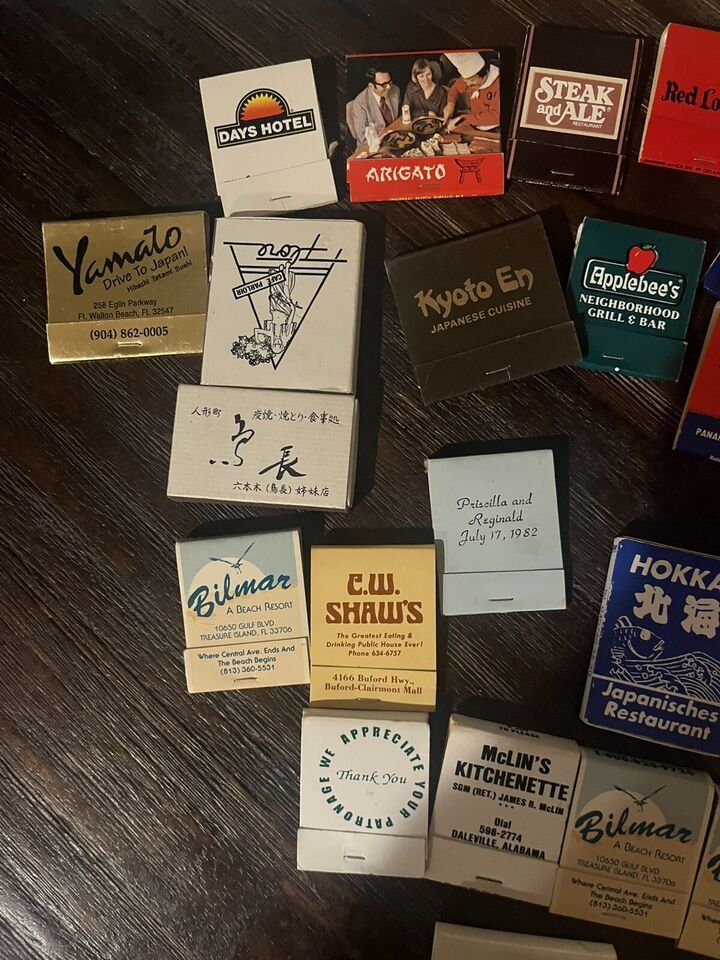 DAYS HOTEL
ARIGATO
STEAK
and ALE
RESTAURANT
Red Lo
Yamato
Drive To Japan!
Hibachi Tatami Sushi
258 Eglin Parkway
Ft. Walton Beach, FL 32547
(904) 862-0005
CAFE PARLOUR
Kyoto En
JAPANESE CUISINE
Applebee's
NEIGHBORHOOD
GRILL & BAR
PANA
人形町 炭焼・焼とり・食事処
鳥長
六本木(鳥長)姉妹店
Priscilla and
Reginald
July 17, 1982
Bilmar
A BEACH RESORT
10650 GULF BLVD.
TREASURE ISLAND, FL 33706
Where Central Ave. Ends And
The Beach Begins
(813) 360-5531
E.W.
SHAW'S
The Greatest Eating &
Drinking Public House Ever!
Phone 634-6757
4166 Buford Hwy.,
Buford-Clairmont Mall
HOKKA
北海
Japanisches
Restaurant
WE APPRECIATE YOUR PATRONAGE
Thank You
TO PLEASE
McLIN'S
KITCHENETTE
SGM (RET.) JAMES R. McLIN
Dial
598-2774
DALEVILLE, ALABAMA
Bilmar
A BEACH RESORT
10650 GULF BLVD.
TREASURE ISLAND, FL 33706
Where Central Ave. Ends And
The Beach Begins
(813) 360-5531